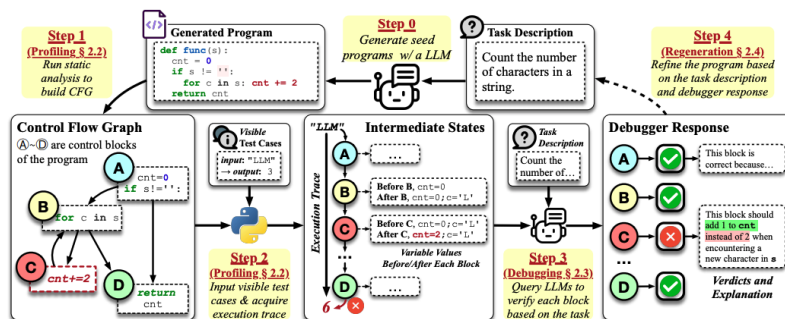 Step 1
(Profiling § 2.2)
Run static
analysis to
build CFG
Generated Program
def func(s):
cnt = 0
if s != '':
for c in s: cnt += 2
return cnt
Step 0
Generate seed
programs w/ a LLM
Task Description
Count the number
of characters in a
string.
Step 4
(Regeneration § 2.4)
Refine the program
based on the task
description
and debugger
response
Control Flow Graph
Ⓐ~Ⓓ are control blocks
of the program
A
cnt=0
if s!='':
B
for c in s
C
cnt+=2
D
return
cnt
Visible
Test Cases
input: "LLM"
→ output: 3
Step 2
(Profiling § 2.2)
Input visible test
cases & acquire
execution trace
Intermediate States
"LLM"
Execution Trace
A
...
B
Before B, cnt=0
After B, cnt=0;c='L'
C
Before C, cnt=0;c='L'
After C, cnt=2;c='L'
...
Variable Values
Before/After Each Block
D
...
6
Task
Description
Count the
number of...
Step 3
(Debugging § 2.3)
Query LLMs to
verify each block
based on the task
Debugger Response
A
This block is
correct because...
B
C
This block should
add 1 to cnt
instead of 2 when
encountering a
new character in s
...
D
Verdicts and
Explanation